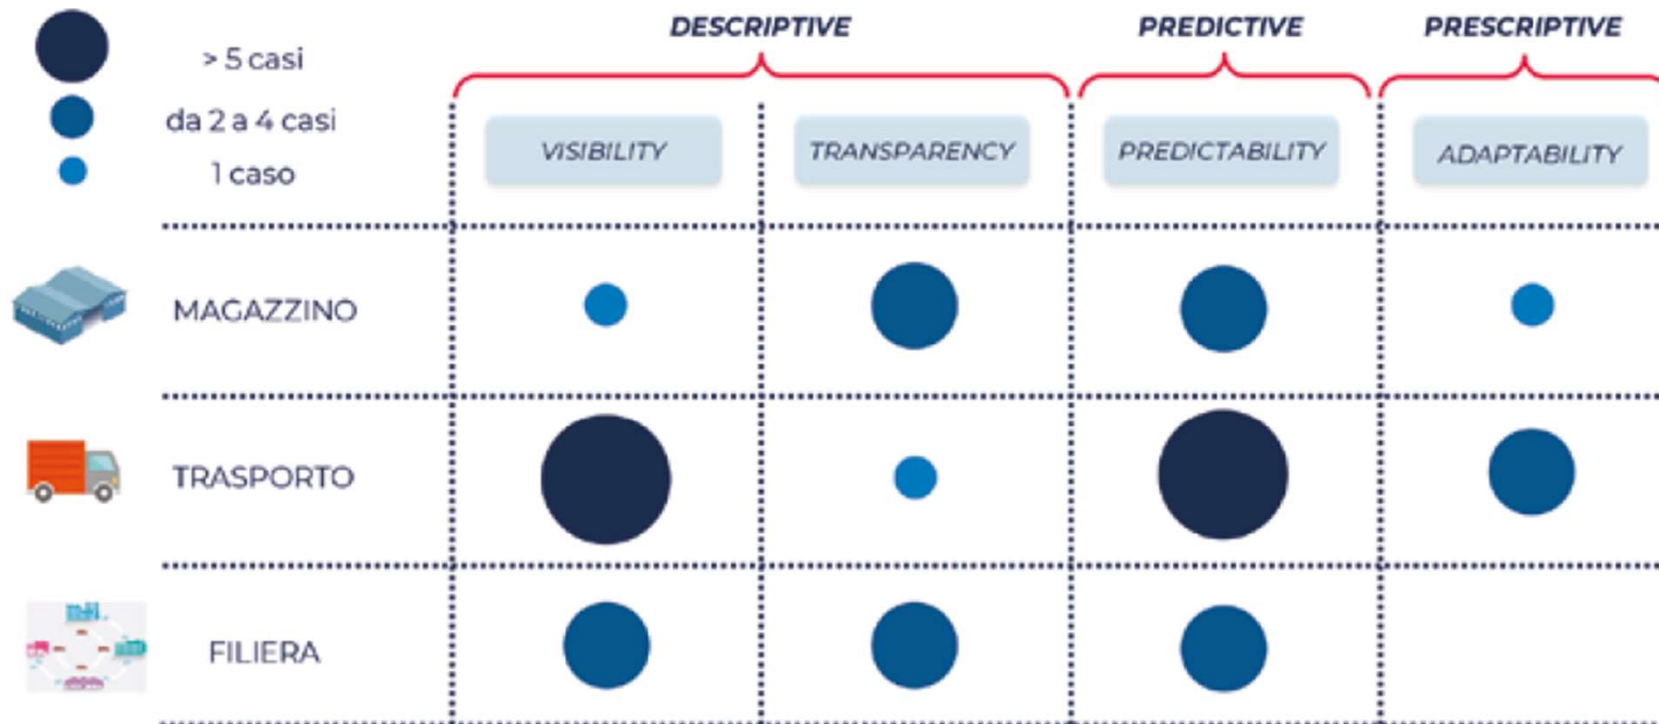 > 5 casi
da 2 a 4 casi
1 caso
DESCRIPTIVE
PREDICTIVE
PRESCRIPTIVE
VISIBILITY
TRANSPARENCY
PREDICTABILITY
ADAPTABILITY
MAGAZZINO
TRASPORTO
FILIERA